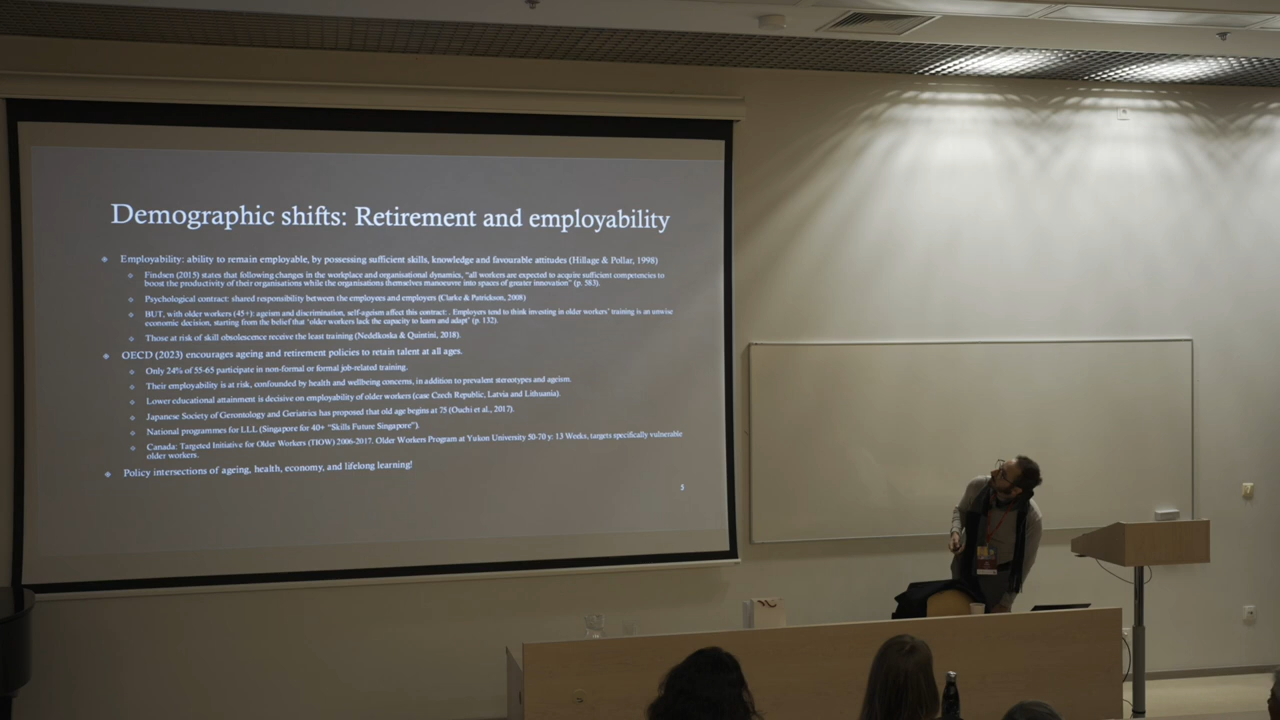 Demographic shifts: Retirement and employability
Employability: ability to remain employable, by possessing sufficient skills, knowledge and favourable attitudes (Hillage & Pollar, 1998)
Findsen (2015) states that following changes in the workplace and organisational dynamics, “all workers are expected to acquire sufficient competencies to
boost the productivity of their organisations while the organisations themselves manoeuvre into spaces of greater innovation” (p. 583).
Psychological contract: shared responsibility between the employees and employers (Clarke & Patrickson, 2008)
BUT, with older workers (45+): ageism and discrimination, self-ageism affect this contract: . Employers tend to think investing in older workers’ training is an unwise
economic decision, starting from the belief that ‘older workers lack the capacity to learn and adapt’ (p. 132).
Those at risk of skill obsolescence receive the least training (Nedelkoska & Quintini, 2018).
OECD (2023) encourages ageing and retirement policies to retain talent at all ages.
Only 24% of 55-65 participate in non-formal or formal job-related training.
Their employability is at risk, confounded by health and wellbeing concerns, in addition to prevalent stereotypes and ageism.
Lower educational attainment is decisive on employability of older workers (case Czech Republic, Latvia and Lithuania).
Japanese Society of Gerontology and Geriatrics has proposed that old age begins at 75 (Ouchi et al., 2017).
National programmes for LLL (Singapore for 40+ “Skills Future Singapore”).
Canada: Targeted Initiative for Older Workers (TIOW) 2006-2017. Older Workers Program at Yukon University 50-70 y: 13 Weeks, targets specifically vulnerable
older workers.
Policy intersections of ageing, health, economy, and lifelong learning!
5